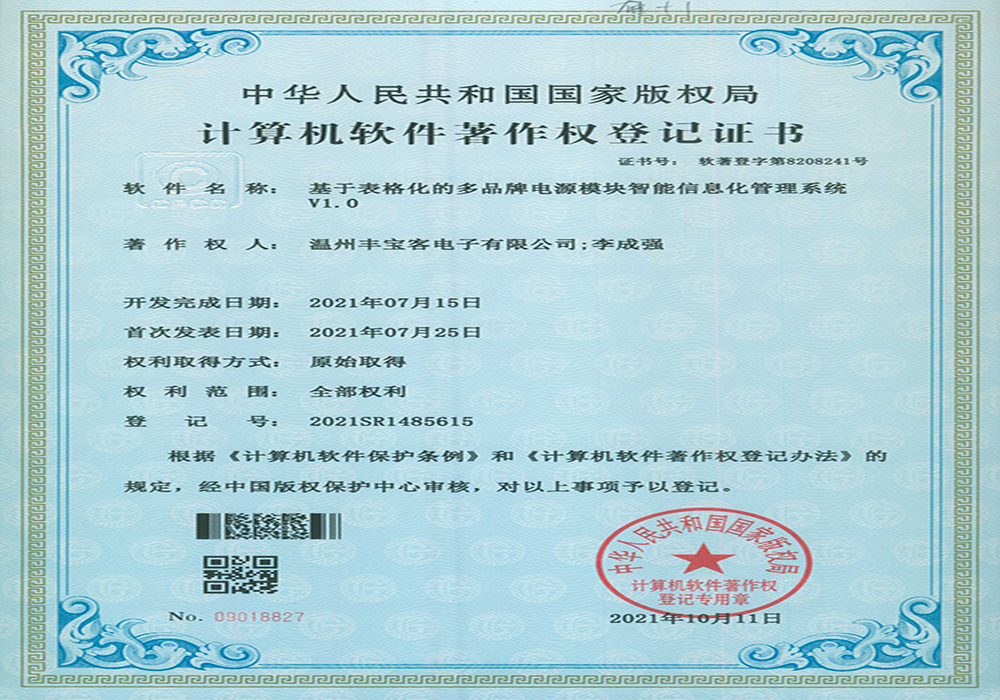 中华人民共和国国家版权局
计算机软件著作权登记证书
证书号： 软著登字第8208241号
软件名称： 基于表格化的多品牌电源模块智能信息化管理系统
V1.0
著作权人： 温州丰宝客电子有限公司;李成强
开发完成日期： 2021年07月15日
首次发表日期： 2021年07月25日
权利取得方式： 原始取得
权利范围： 全部权利
登记号： 2021SR1485615
根据《计算机软件保护条例》和《计算机软件著作权登记办法》的
规定，经中国版权保护中心审核，对以上事项予以登记。
中华人民共和国国家版权局
计算机软件著作权
登记专用章
No. 09018827
2021年10月11日